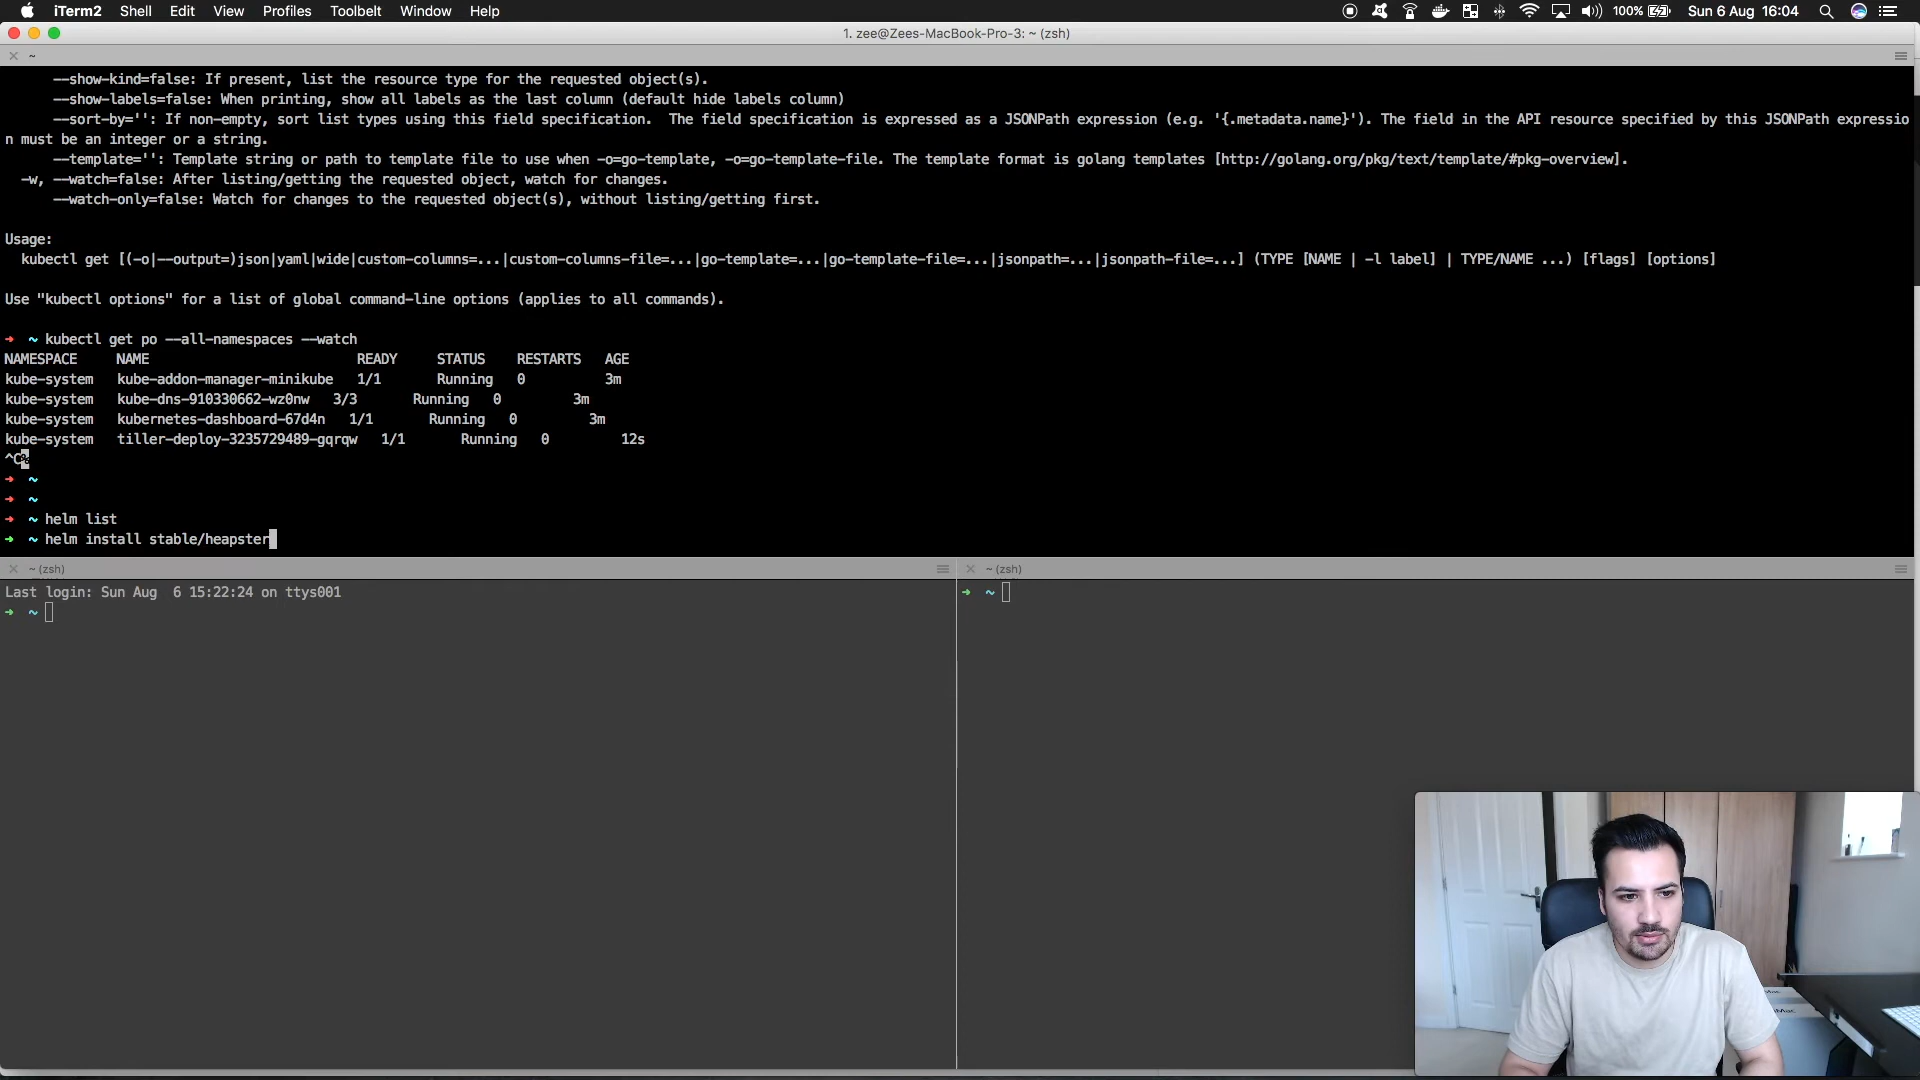 iTerm2 Shell Edit View Profiles Toolbelt Window Help 100% Sun 6 Aug 16:04
1. zee@Zees-MacBook-Pro-3: ~ (zsh)
~
--show-kind=false: If present, list the resource type for the requested object(s).
--show-labels=false: When printing, show all labels as the last column (default hide labels column)
--sort-by='': If non-empty, sort list types using this field specification.  The field specification is expressed as a JSONPath expression (e.g. '{.metadata.name}'). The field in the API resource specified by this JSONPath expressio
n must be an integer or a string.
--template='': Template string or path to template file to use when -o=go-template, -o=go-template-file. The template format is golang templates [http://golang.org/pkg/text/template/#pkg-overview].
-w, --watch=false: After listing/getting the requested object, watch for changes.
--watch-only=false: Watch for changes to the requested object(s), without listing/getting first.
Usage:
kubectl get [(-o|--output=)json|yaml|wide|custom-columns=...|custom-columns-file=...|go-template=...|go-template-file=...|jsonpath=...|jsonpath-file=...] (TYPE [NAME | -l label] | TYPE/NAME ...) [flags] [options]
Use "kubectl options" for a list of global command-line options (applies to all commands).
➜ ~ kubectl get po --all-namespaces --watch
NAMESPACE NAME READY STATUS RESTARTS AGE
kube-system kube-addon-manager-minikube 1/1 Running 0 3m
kube-system kube-dns-910330662-wz0nw 3/3 Running 0 3m
kube-system kubernetes-dashboard-67d4n 1/1 Running 0 3m
kube-system tiller-deploy-3235729489-gqrqw 1/1 Running 0 12s
^C%
➜ ~
➜ ~
➜ ~ helm list
➜ ~ helm install stable/heapster
~ (zsh)
Last login: Sun Aug  6 15:22:24 on ttys001
➜ ~
~ (zsh)
➜ ~